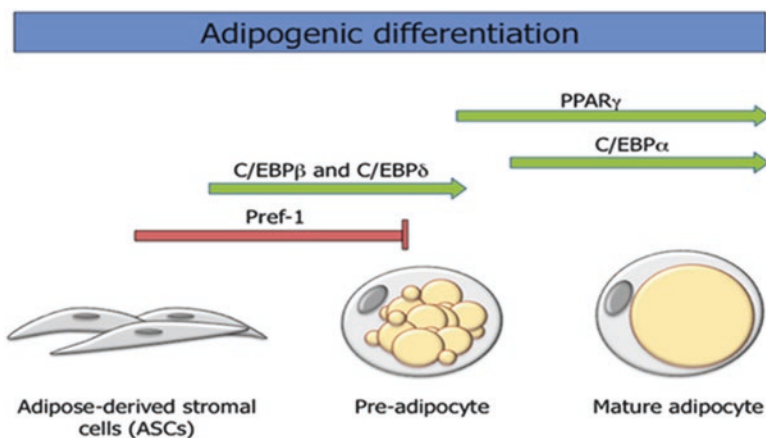 Adipogenic differentiation
PPARγ
C/EBPα
C/EBPβ and C/EBPδ
Pref-1
Adipose-derived stromal
cells (ASCs)
Pre-adipocyte
Mature adipocyte